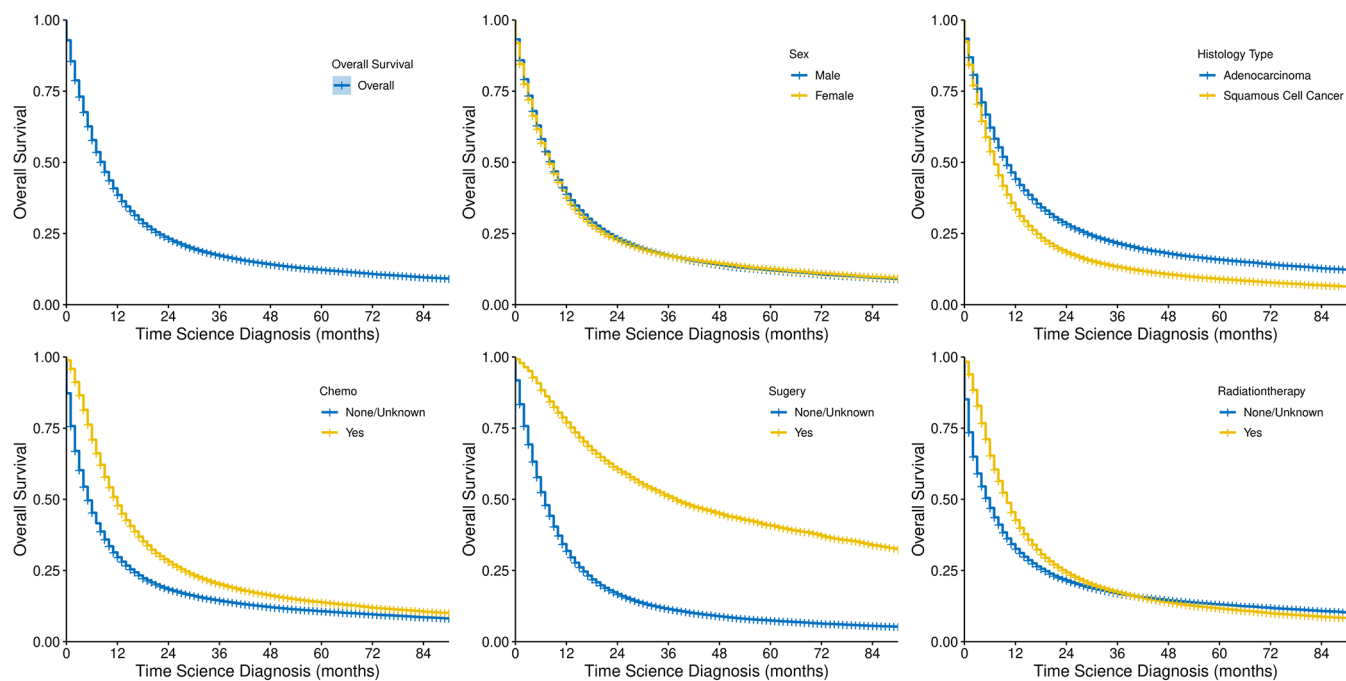 Overall Survival
1.00
0.75
0.50
0.25
0.00
0 12 24 36 48 60 72 84
Time Science Diagnosis (months)
Overall Survival
Overall
Overall Survival
1.00
0.75
0.50
0.25
0.00
0 12 24 36 48 60 72 84
Time Science Diagnosis (months)
Sex
Male
Female
Overall Survival
1.00
0.75
0.50
0.25
0.00
0 12 24 36 48 60 72 84
Time Science Diagnosis (months)
Histology Type
Adenocarcinoma
Squamous Cell Cancer
Overall Survival
1.00
0.75
0.50
0.25
0.00
0 12 24 36 48 60 72 84
Time Science Diagnosis (months)
Chemo
None/Unknown
Yes
Overall Survival
1.00
0.75
0.50
0.25
0.00
0 12 24 36 48 60 72 84
Time Science Diagnosis (months)
Sugery
None/Unknown
Yes
Overall Survival
1.00
0.75
0.50
0.25
0.00
0 12 24 36 48 60 72 84
Time Science Diagnosis (months)
Radiationtherapy
None/Unknown
Yes